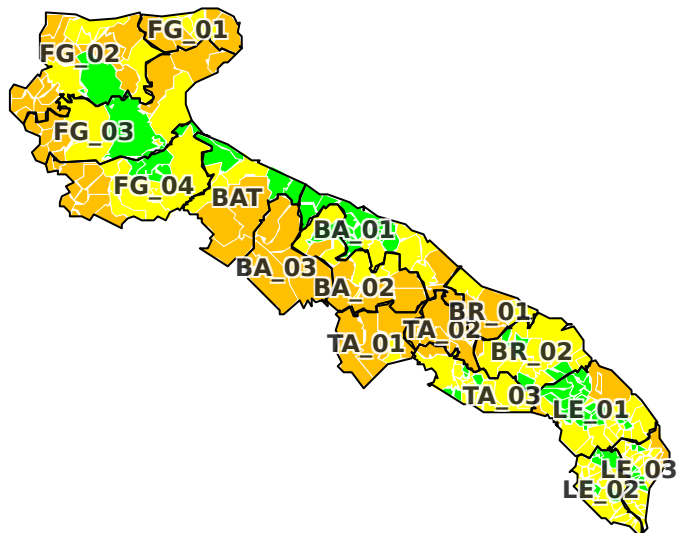 FG_01
FG_02
FG_03
FG_04
BAT
BA_01
BA_03
BA_02
BR_01
TA_02
TA_01
BR_02
TA_03
LE_01
LE_03
LE_02